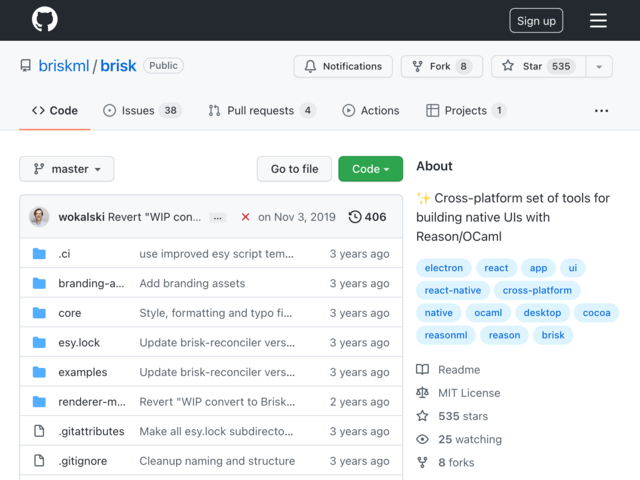 Sign up
briskml / brisk Public
Notifications
Fork 8
Star 535
Code
Issues 38
Pull requests 4
Actions
Projects 1
...
master
Go to file
Code
wokalski Revert "WIP con... ... on Nov 3, 2019 406
.ci use improved esy script tem... 3 years ago
branding-a... Add branding assets 3 years ago
core Style, formatting and typo fi... 3 years ago
esy.lock Update brisk-reconciler vers... 3 years ago
examples Update brisk-reconciler vers... 3 years ago
renderer-m... Revert "WIP convert to Brisk... 2 years ago
.gitattributes Make all esy.lock subdirecto... 3 years ago
.gitignore Cleanup naming and structure 3 years ago
About
✨ Cross-platform set of tools for
building native UIs with
Reason/OCaml
electron react app ui
react-native cross-platform
native ocaml desktop cocoa
reasonml reason brisk
Readme
MIT License
535 stars
25 watching
8 forks